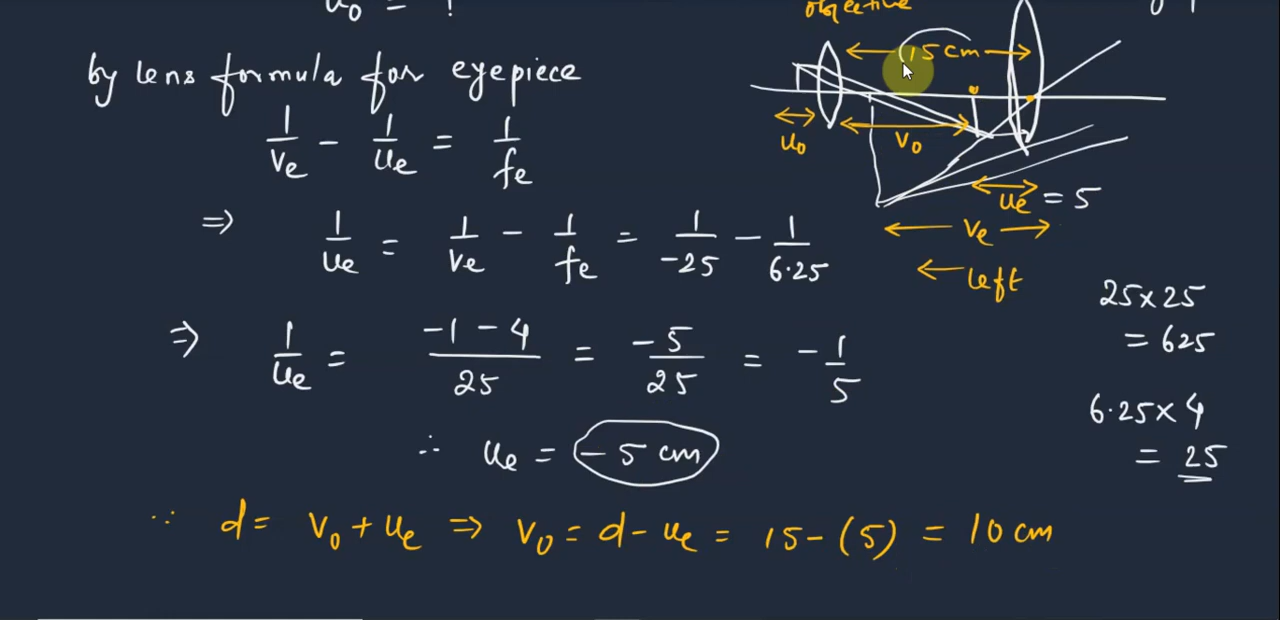 u₀ = ?
objective
by lens formula for eyepiece
1/ve − 1/ue = 1/fe
⇒ 1/ue = 1/ve − 1/fe = 1/-25 − 1/6.25
⇒ 1/ue = -1 - 4/25 = -5/25 = -1/5
∴ ue = -5 cm
∵ d = v₀ + ue ⇒ v₀ = d - ue = 15 - (5) = 10 cm
15 cm
u₀
v₀
ue = 5
ve
← left
25×25
= 625
6.25×4
= 25